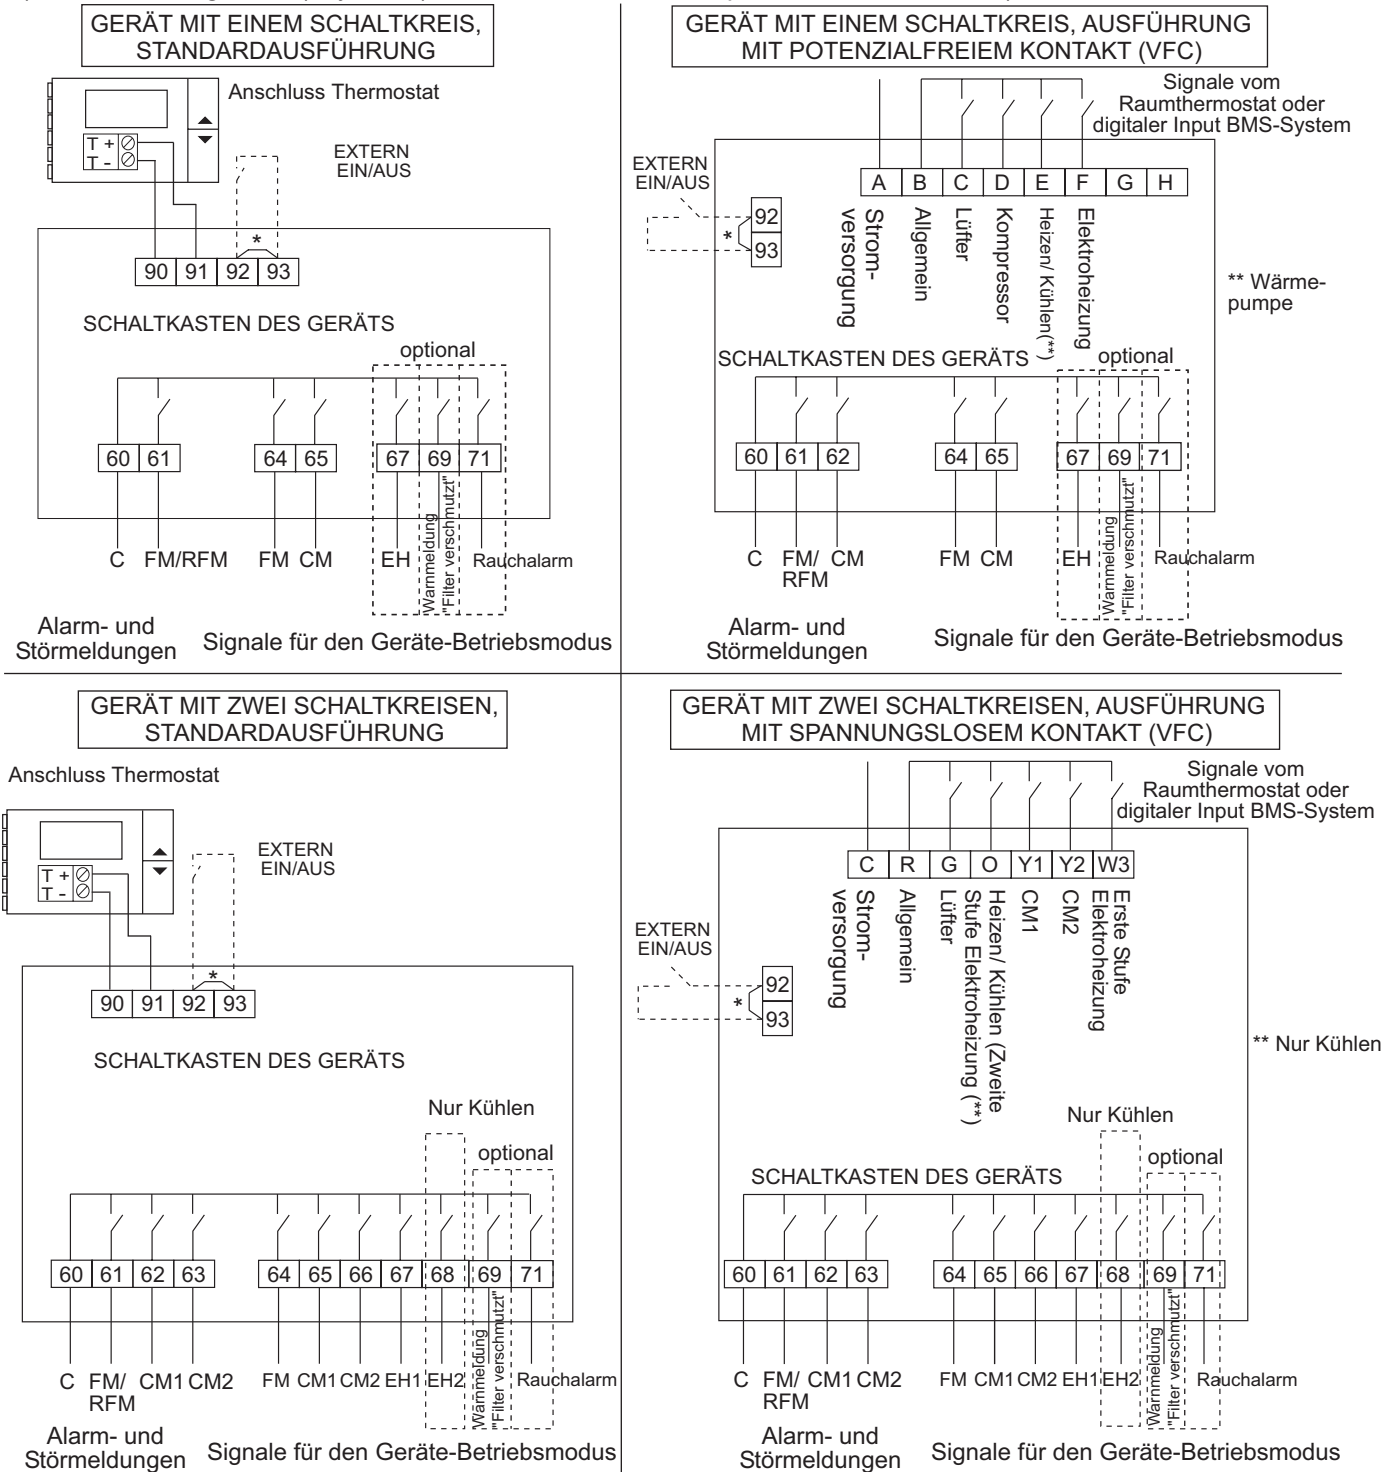 GERÄT MIT EINEM SCHALTKREIS,
STANDARDAUSFÜHRUNG
Anschluss Thermostat
T +
T -
EXTERN
EIN/AUS
*
90 91 92 93
SCHALTKASTEN DES GERÄTS
optional
60 61 64 65 67 69 71
C FM/RFM FM CM EH
Warnmeldung
"Filter verschmutzt"
Rauchalarm
Alarm- und
Störmeldungen
Signale für den Geräte-Betriebsmodus
GERÄT MIT EINEM SCHALTKREIS, AUSFÜHRUNG
MIT POTENZIALFREIEM KONTAKT (VFC)
Signale vom
Raumthermostat oder
digitaler Input BMS-System
EXTERN
EIN/AUS
*
92
93
A B C D E F G H
Strom-
versorgung
Allgemein
Lüfter
Kompressor
Heizen/ Kühlen(**)
Elektroheizung
** Wärme-
pumpe
SCHALTKASTEN DES GERÄTS
optional
60 61 62 64 65 67 69 71
C FM/
RFM
CM FM CM EH
Warnmeldung
"Filter verschmutzt"
Rauchalarm
Alarm- und
Störmeldungen
Signale für den Geräte-Betriebsmodus
GERÄT MIT ZWEI SCHALTKREISEN,
STANDARDAUSFÜHRUNG
Anschluss Thermostat
T +
T -
EXTERN
EIN/AUS
*
90 91 92 93
SCHALTKASTEN DES GERÄTS
Nur Kühlen
optional
60 61 62 63 64 65 66 67 68 69 71
C FM/
RFM
CM1 CM2 FM CM1 CM2 EH1 EH2
Warnmeldung
"Filter verschmutzt"
Rauchalarm
Alarm- und
Störmeldungen
Signale für den Geräte-Betriebsmodus
GERÄT MIT ZWEI SCHALTKREISEN, AUSFÜHRUNG
MIT SPANNUNGSLOSEM KONTAKT (VFC)
Signale vom
Raumthermostat oder
digitaler Input BMS-System
C R G O Y1 Y2 W3
Strom-
versorgung
Allgemein
Lüfter
Heizen/ Kühlen (Zweite
Stufe Elektroheizung (**)
CM1
CM2
Erste Stufe
Elektroheizung
EXTERN
EIN/AUS
*
92
93
** Nur Kühlen
Nur Kühlen
optional
SCHALTKASTEN DES GERÄTS
60 61 62 63 64 65 66 67 68 69 71
C FM/
RFM
CM1 CM2 FM CM1 CM2 EH1 EH2
Warnmeldung
"Filter verschmutzt"
Rauchalarm
Alarm- und
Störmeldungen
Signale für den Geräte-Betriebsmodus